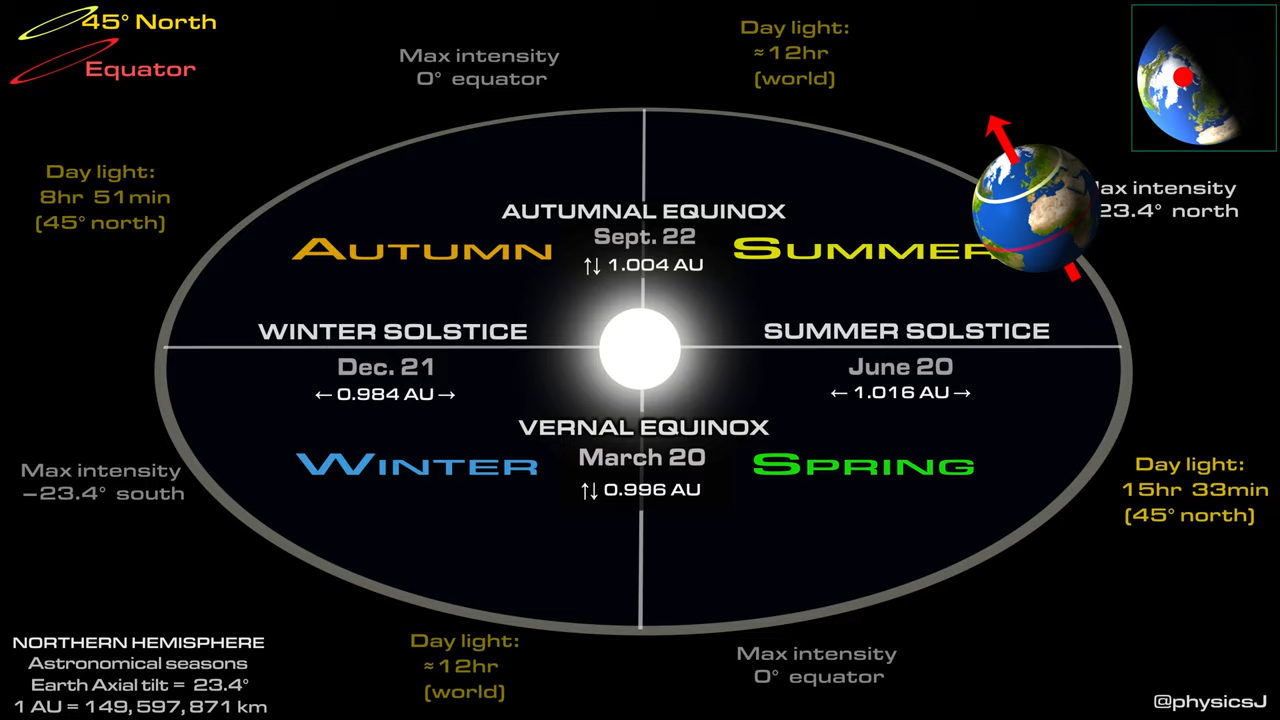 45° North
Equator
Max intensity
0° equator
Day light:
≈12hr
(world)
Day light:
8hr 51min
(45° north)
Max intensity
23.4° north
AUTUMNAL EQUINOX
Sept. 22
↑↓ 1.004 AU
AUTUMN
SUMMER
WINTER SOLSTICE
Dec. 21
← 0.984 AU →
SUMMER SOLSTICE
June 20
← 1.016 AU →
VERNAL EQUINOX
March 20
↑↓ 0.996 AU
WINTER
SPRING
Max intensity
−23.4° south
Day light:
15hr 33min
(45° north)
NORTHERN HEMISPHERE
Astronomical seasons
Earth Axial tilt = 23.4°
1 AU = 149,597,871 km
Day light:
≈12hr
(world)
Max intensity
0° equator
@physicsJ